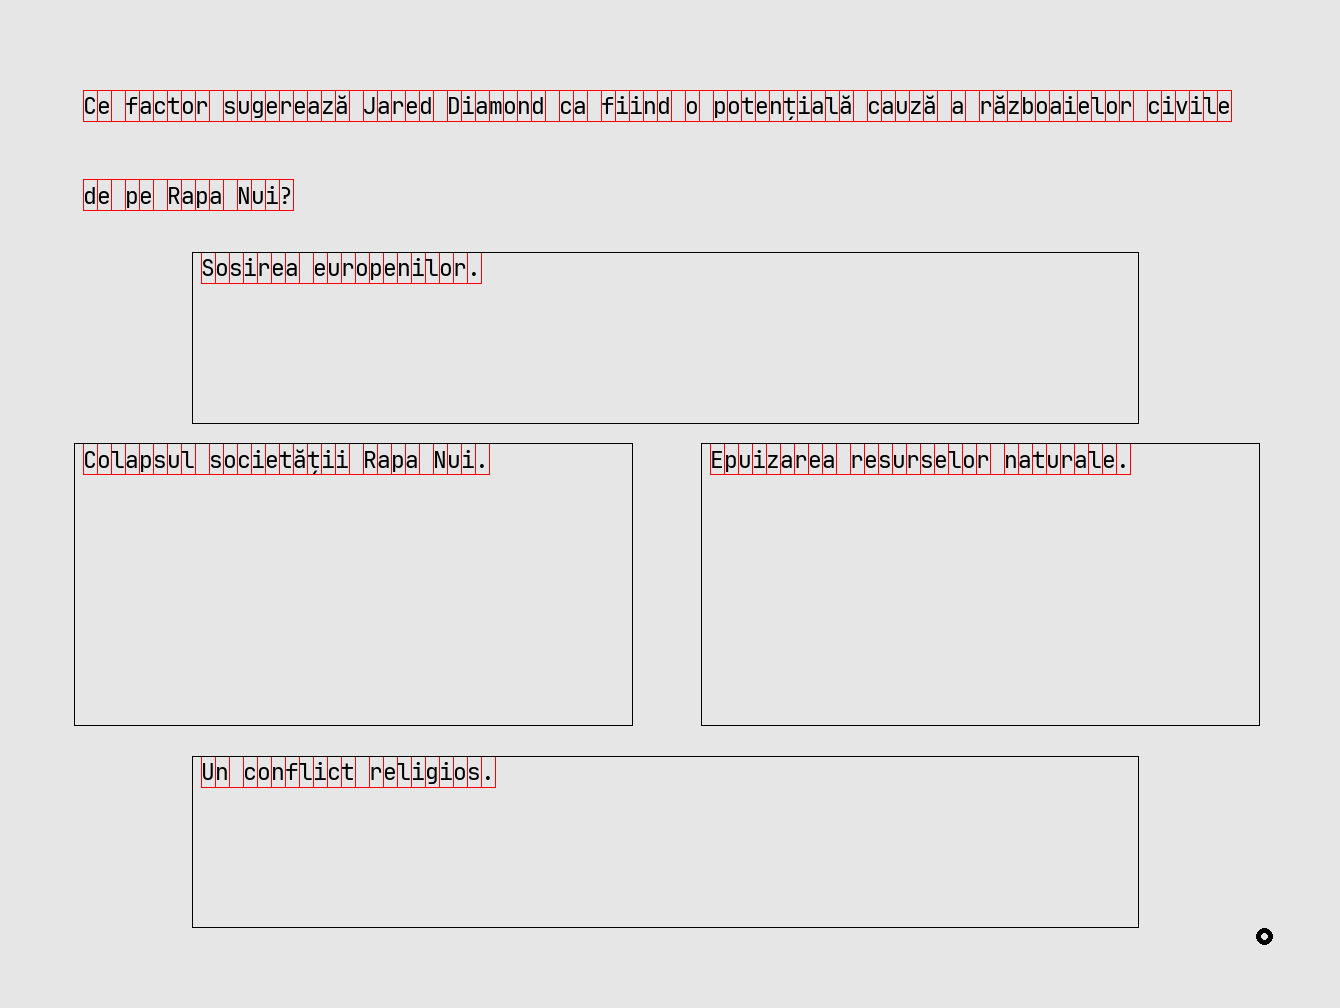 Ce factor sugerează Jared Diamond ca fiind o potențială cauză a războaielor civile
de pe Rapa Nui?
Sosirea europenilor.
Colapsul societății Rapa Nui.
Epuizarea resurselor naturale.
Un conflict religios.